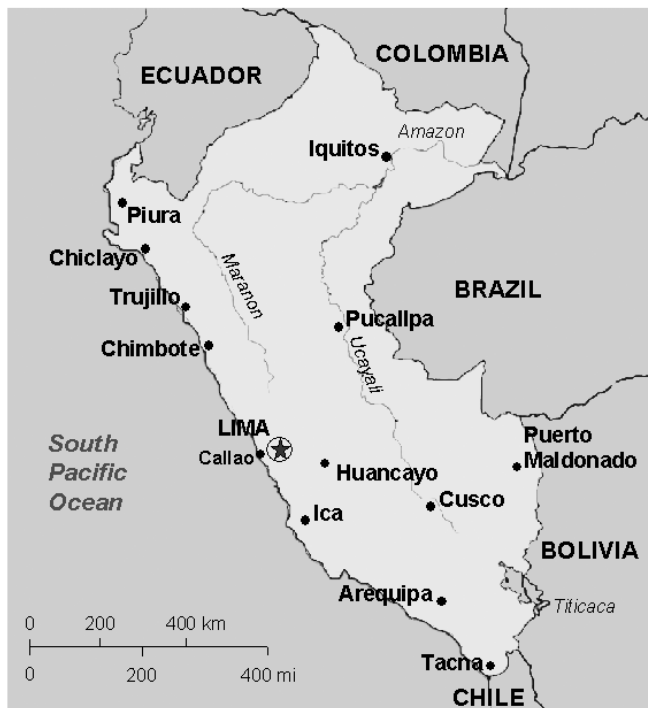 COLOMBIA
ECUADOR
Amazon
Iquitos
Piura
Chiclayo
Maranon
BRAZIL
Trujillo
Pucallpa
Chimbote
Ucayali
LIMA
Callao
Puerto
Maldonado
South
Pacific
Ocean
Huancayo
Cusco
Ica
BOLIVIA
Arequipa
Titicaca
0 200 400 km
0 200 400 mi
Tacna
CHILE